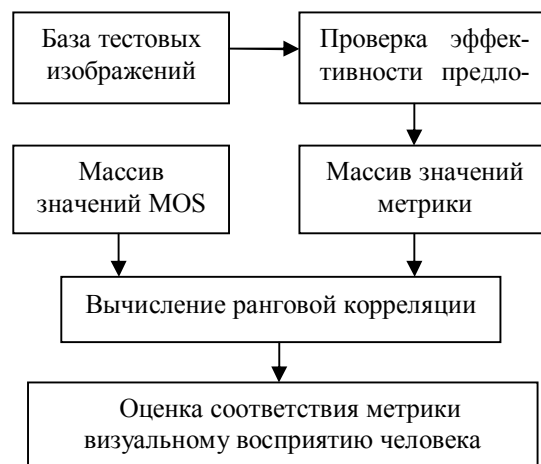 База тестовых
изображений
Проверка эффек-
тивности предло-
Массив
значений MOS
Массив значений
метрики
Вычисление ранговой корреляции
Оценка соответствия метрики
визуальному восприятию человека